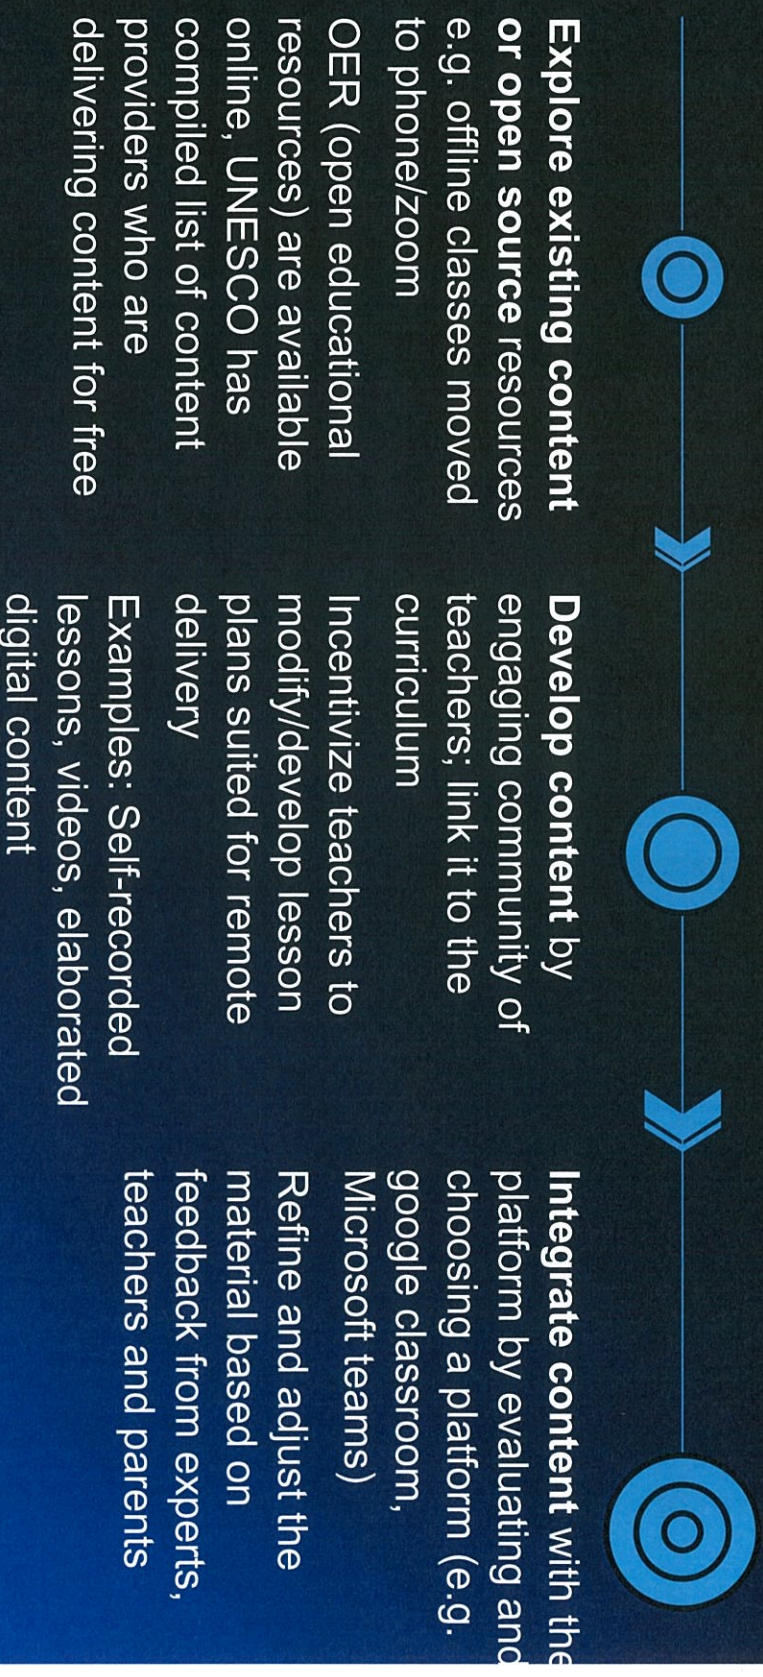 Explore existing content
or open source resources
e.g. offline classes moved
to phone/zoom
OER (open educational
resources) are available
online, UNESCO has
compiled list of content
providers who are
delivering content for free
Develop content by
engaging community of
teachers; link it to the
curriculum
Incentivize teachers to
modify/develop lesson
plans suited for remote
delivery
Examples: Self-recorded
lessons, videos, elaborated
digital content
Integrate content with the
platform by evaluating and
choosing a platform (e.g.
google classroom,
Microsoft teams)
Refine and adjust the
material based on
feedback from experts,
teachers and parents